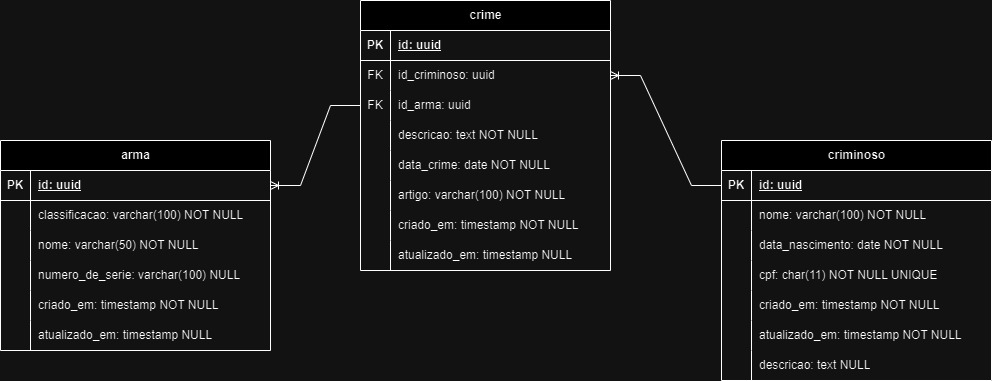 crime
PK id: uuid
FK id_criminoso: uuid
FK id_arma: uuid
descricao: text NOT NULL
data_crime: date NOT NULL
artigo: varchar(100) NOT NULL
criado_em: timestamp NOT NULL
atualizado_em: timestamp NULL
arma
PK id: uuid
classificacao: varchar(100) NOT NULL
nome: varchar(50) NOT NULL
numero_de_serie: varchar(100) NULL
criado_em: timestamp NOT NULL
atualizado_em: timestamp NULL
criminoso
PK id: uuid
nome: varchar(100) NOT NULL
data_nascimento: date NOT NULL
cpf: char(11) NOT NULL UNIQUE
criado_em: timestamp NOT NULL
atualizado_em: timestamp NOT NULL
descricao: text NULL